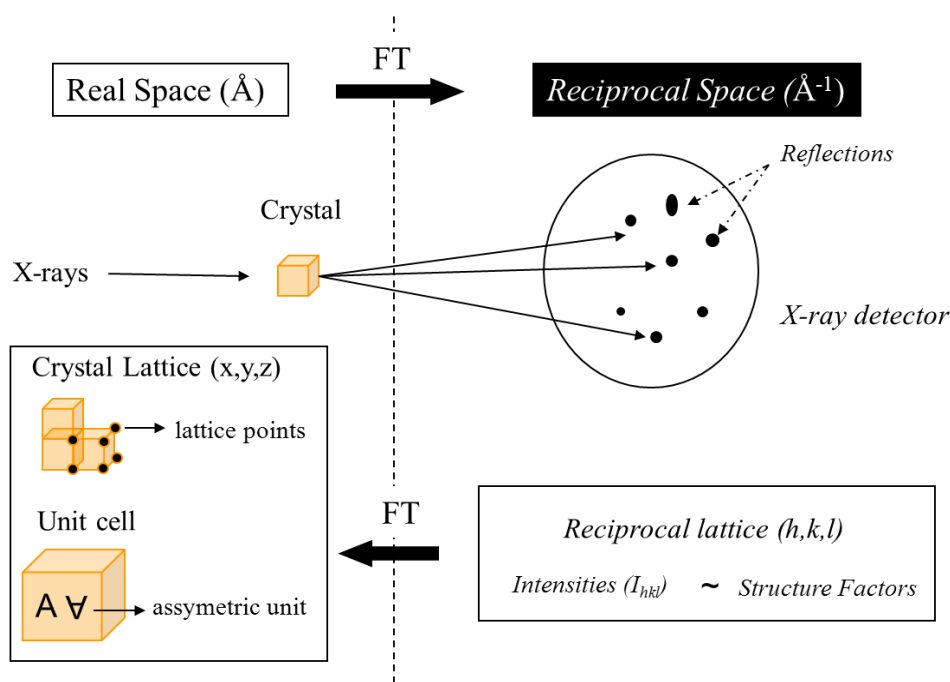 FT
Real Space (Å)
Reciprocal Space (Å-1)
Reflections
Crystal
X-rays
X-ray detector
Crystal Lattice (x,y,z)
lattice points
Unit cell
A ∀
assymetric unit
FT
Reciprocal lattice (h,k,l)
Intensities (Ihkl) ~ Structure Factors